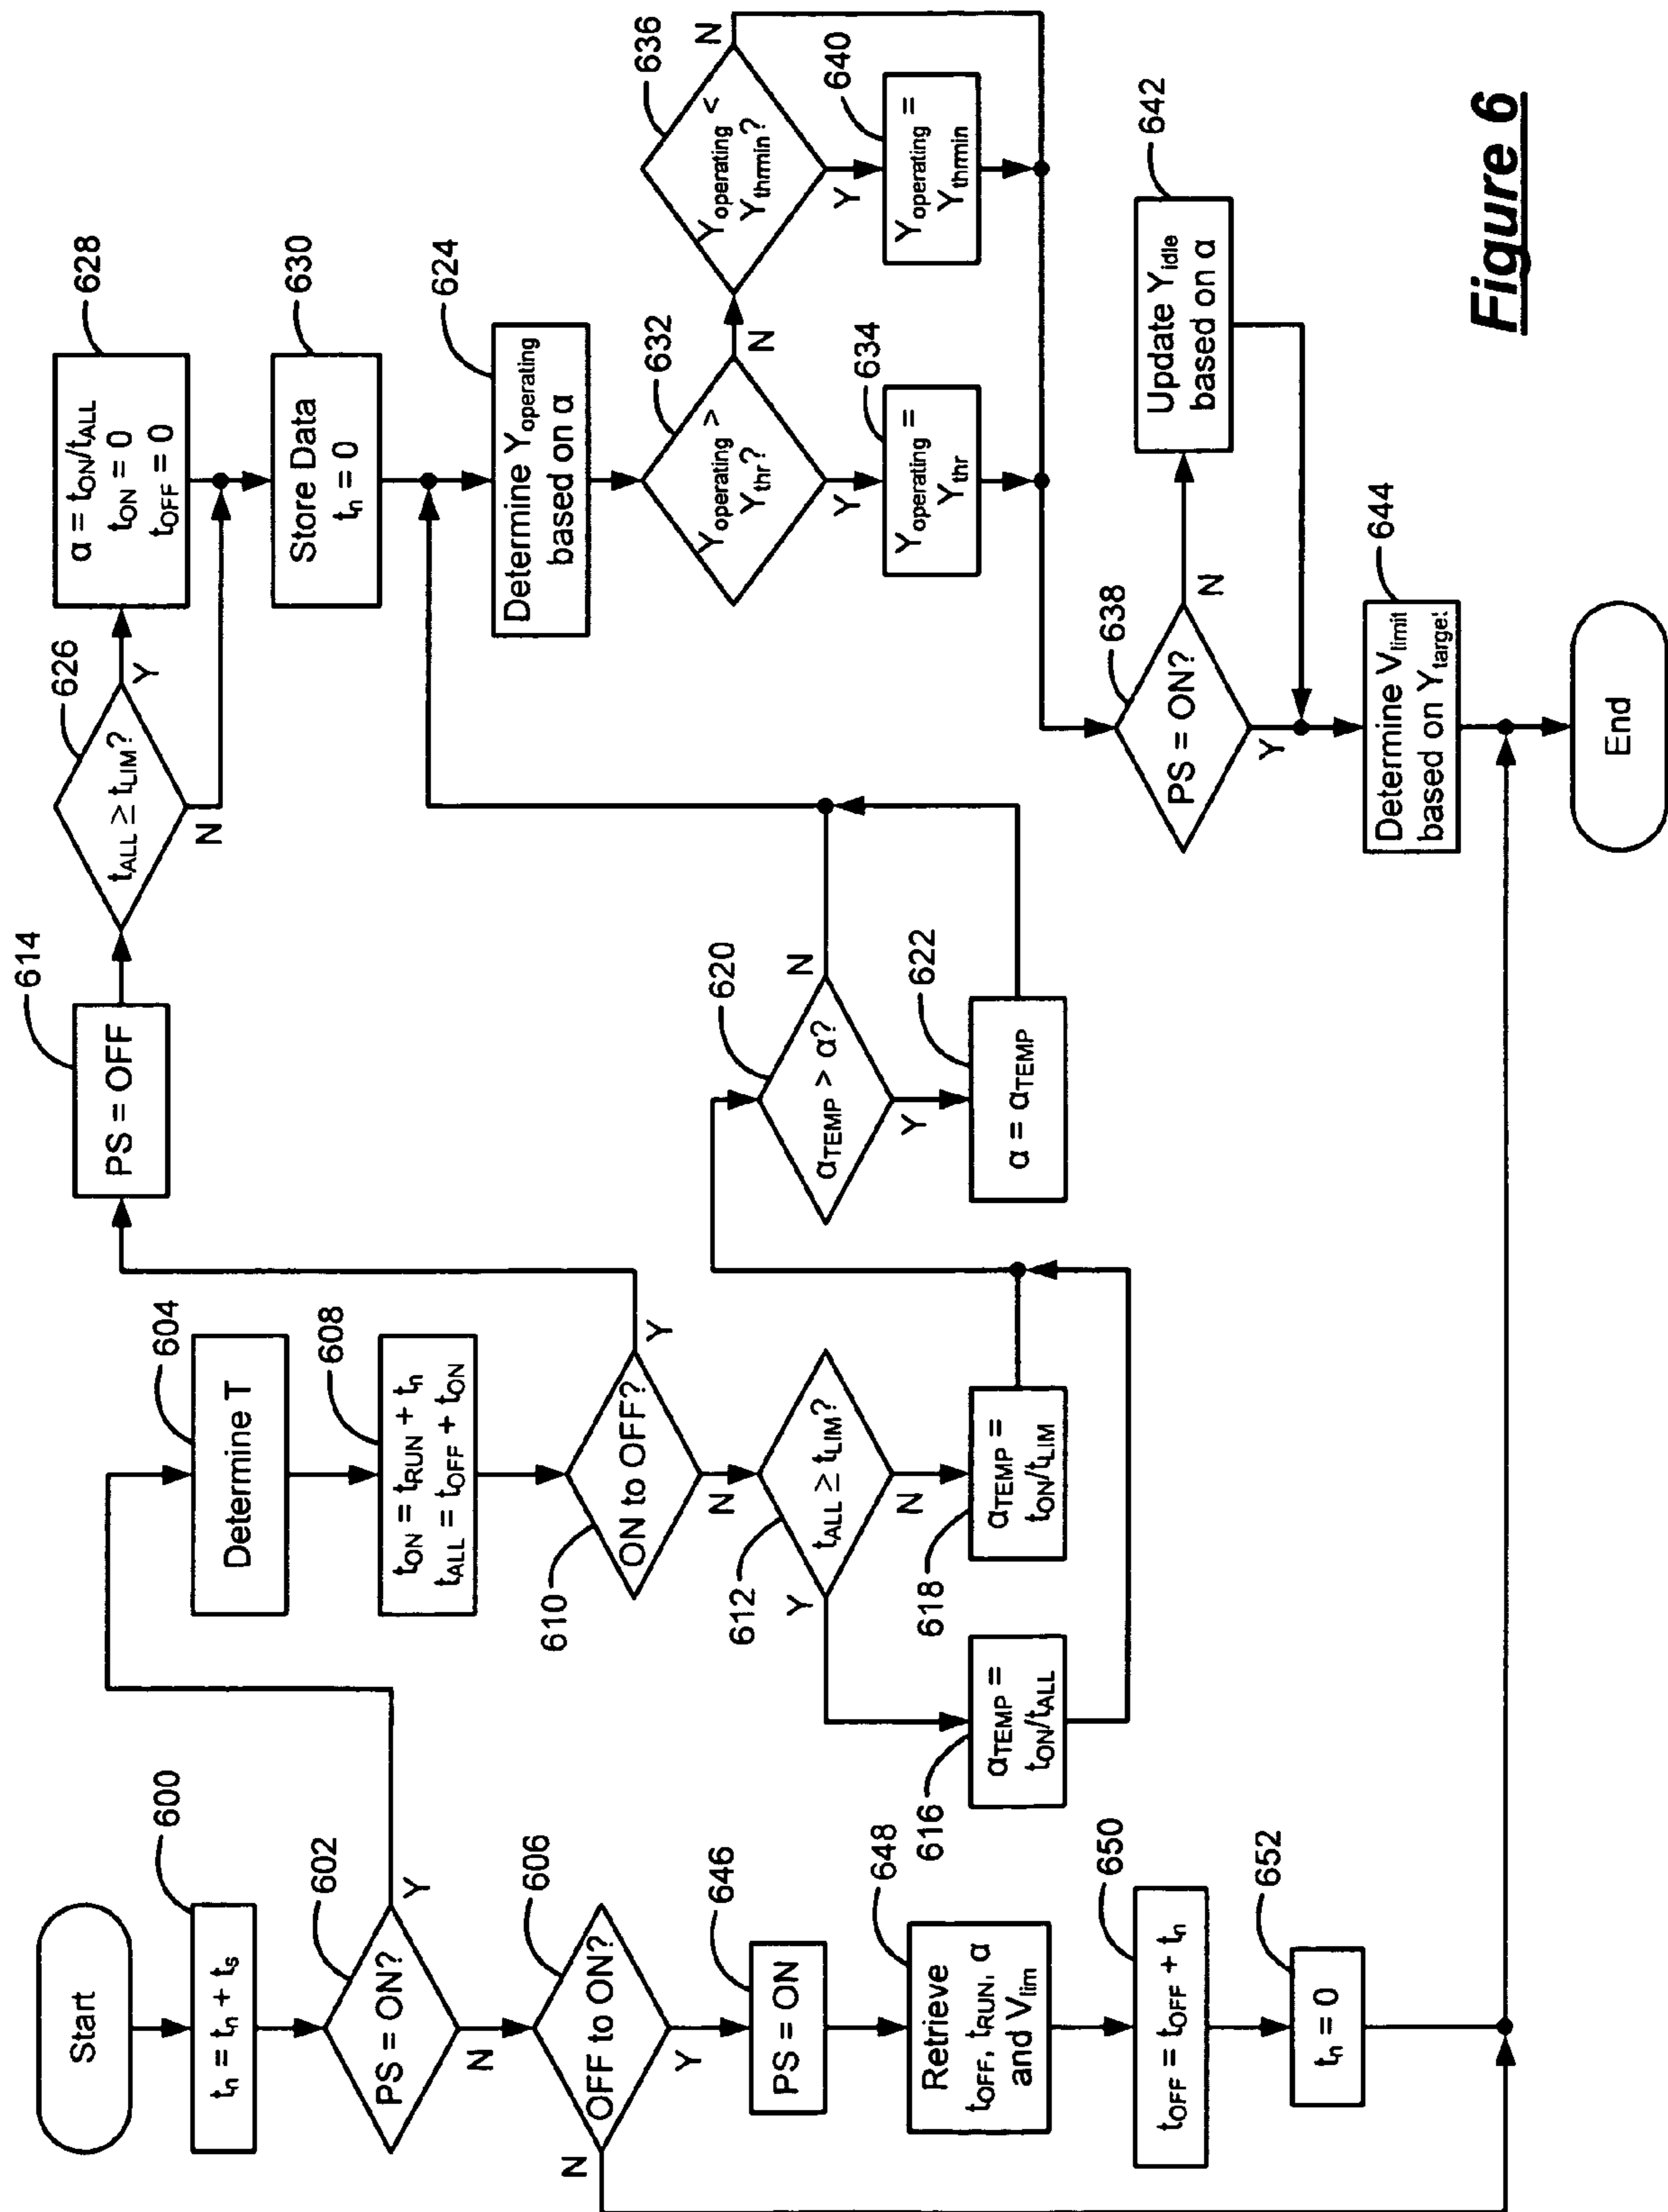 Start
600
tn = tn + ts
602
PS = ON?
Y
N
606
OFF to ON?
N
Y
646
PS = ON
648
Retrieve
tOFF, tRUN, α
and Vlim
650
tOFF = tOFF + tn
652
tn = 0
604
Determine T
608
tON = tRUN + tn
tALL = tOFF + tON
610
ON to OFF?
Y
N
612
tALL ≥ tLIM?
Y
N
616
αTEMP =
tON/tALL
618
αTEMP =
tON/tLIM
614
PS = OFF
620
αTEMP > α?
N
Y
622
α = αTEMP
626
tALL ≥ tLIM?
Y
N
628
α = tON/tALL
tON = 0
tOFF = 0
630
Store Data
tn = 0
624
Determine Yoperating
based on α
632
Yoperating >
Ythr?
N
Y
634
Yoperating =
Ythr
636
Yoperating <
Ythrmin?
N
Y
640
Yoperating =
Ythrmin
638
PS = ON?
N
Y
642
Update Yidle
based on α
644
Determine Vlimit
based on Ytarget
End
Figure 6